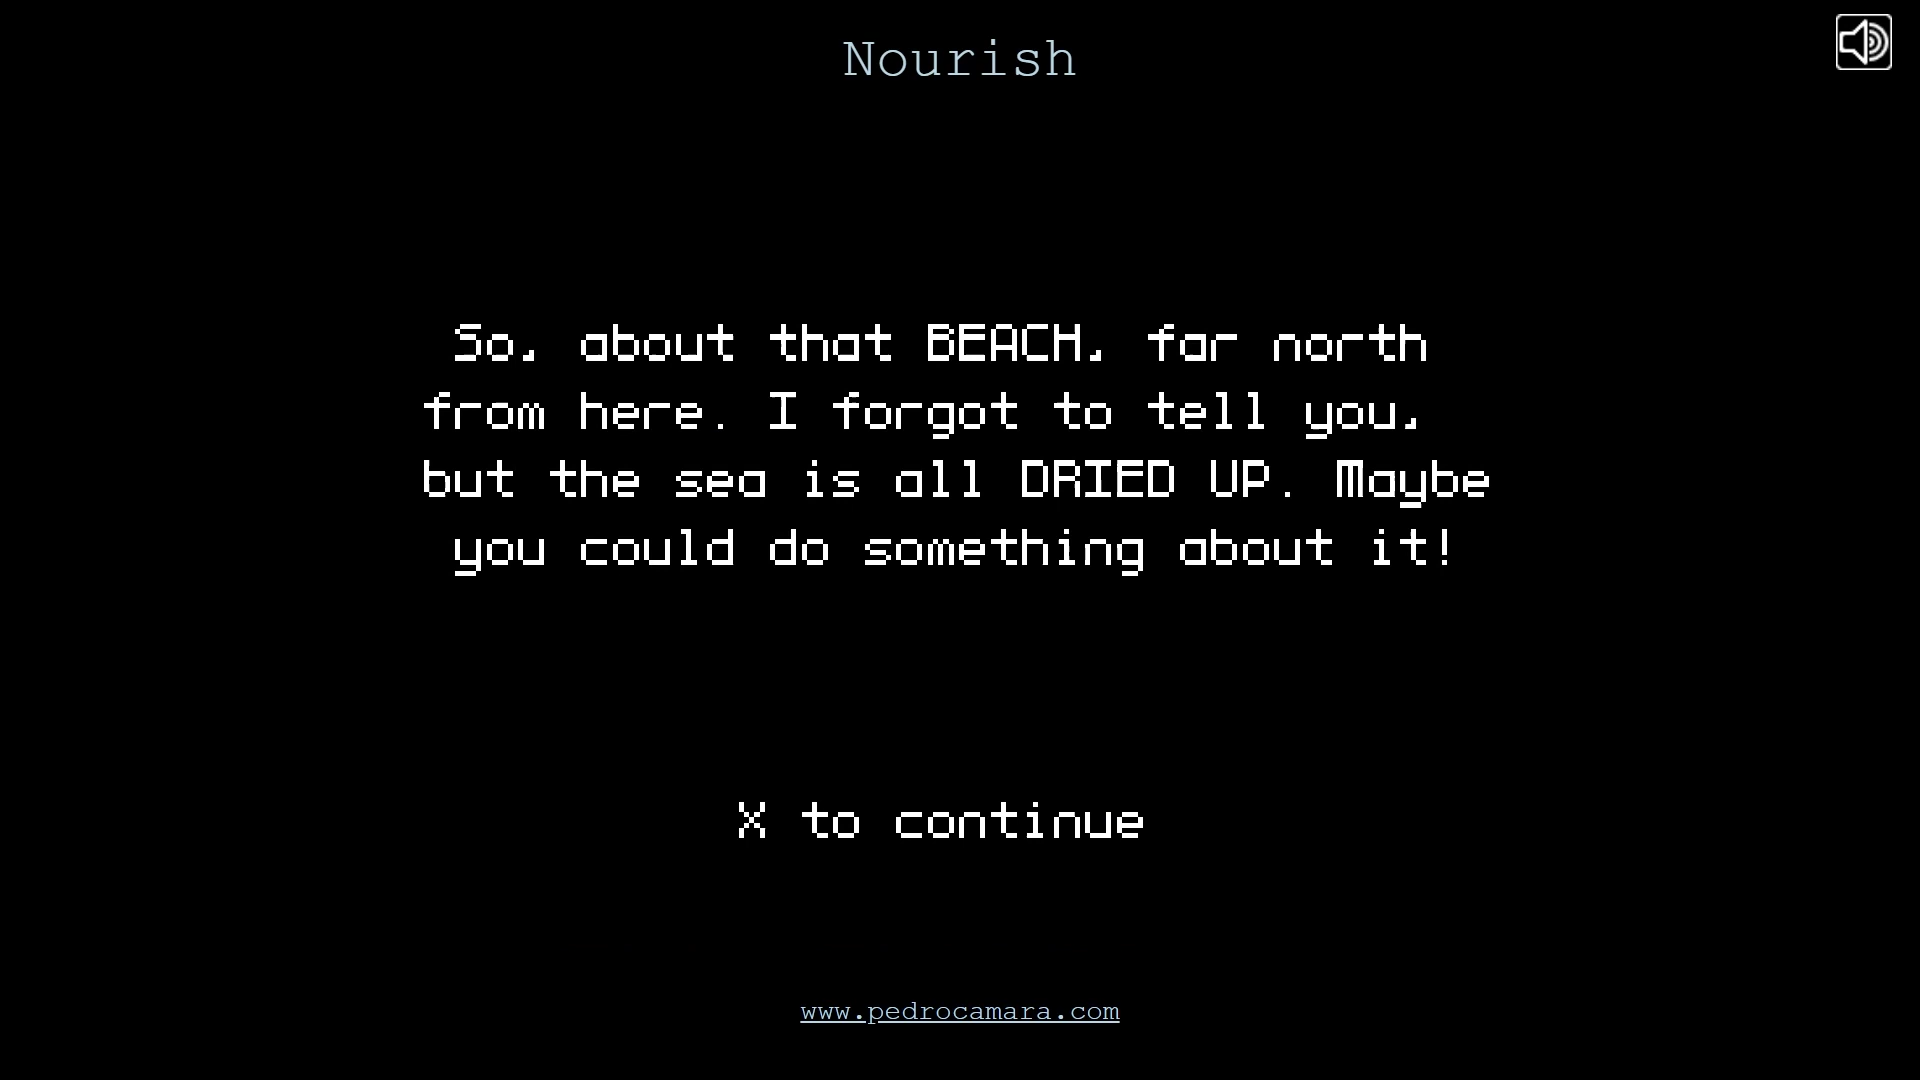 Nourish
So, about that BEACH, far north
from here. I forgot to tell you,
but the sea is all DRIED UP. Maybe
you could do something about it!
X to continue
www.pedrocamara.com